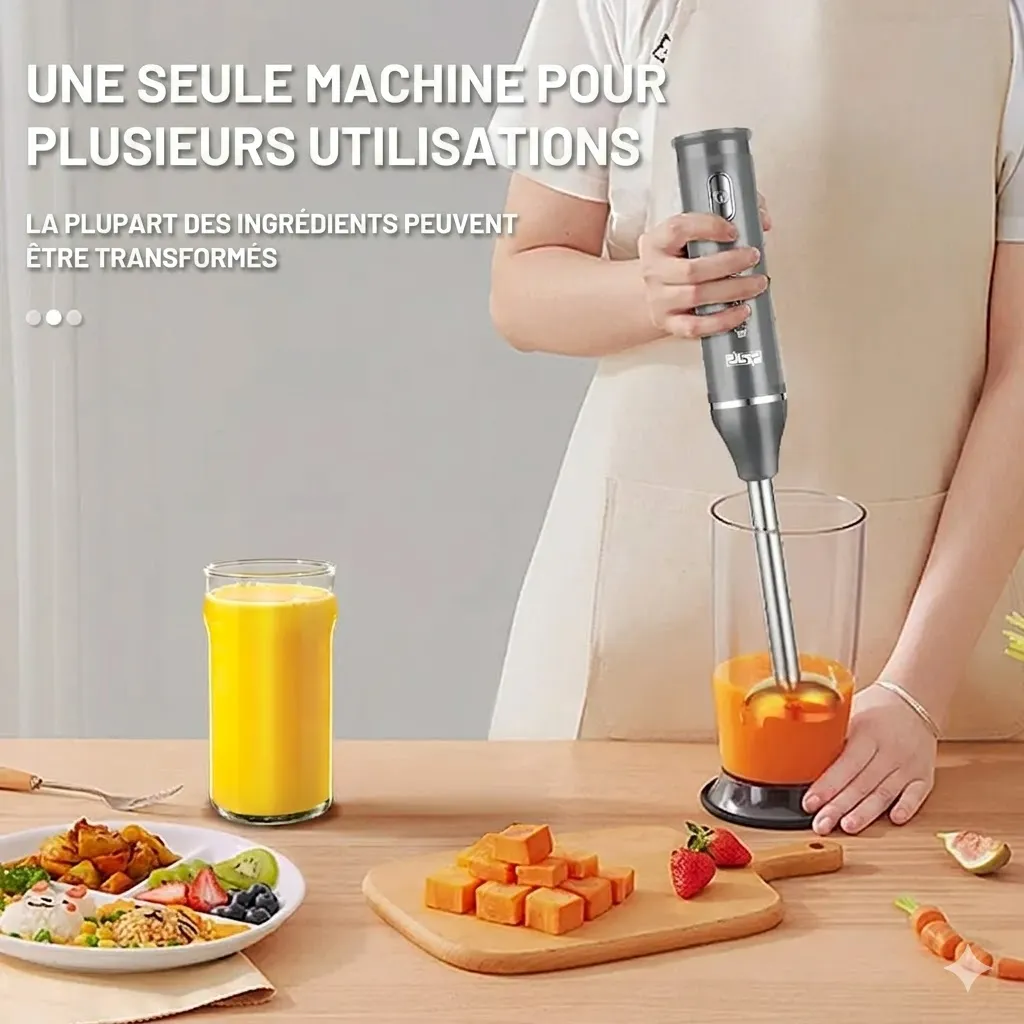 UNE SEULE MACHINE POUR
PLUSIEURS UTILISATIONS
LA PLUPART DES INGRÉDIENTS PEUVENT
ÊTRE TRANSFORMÉS
DSP